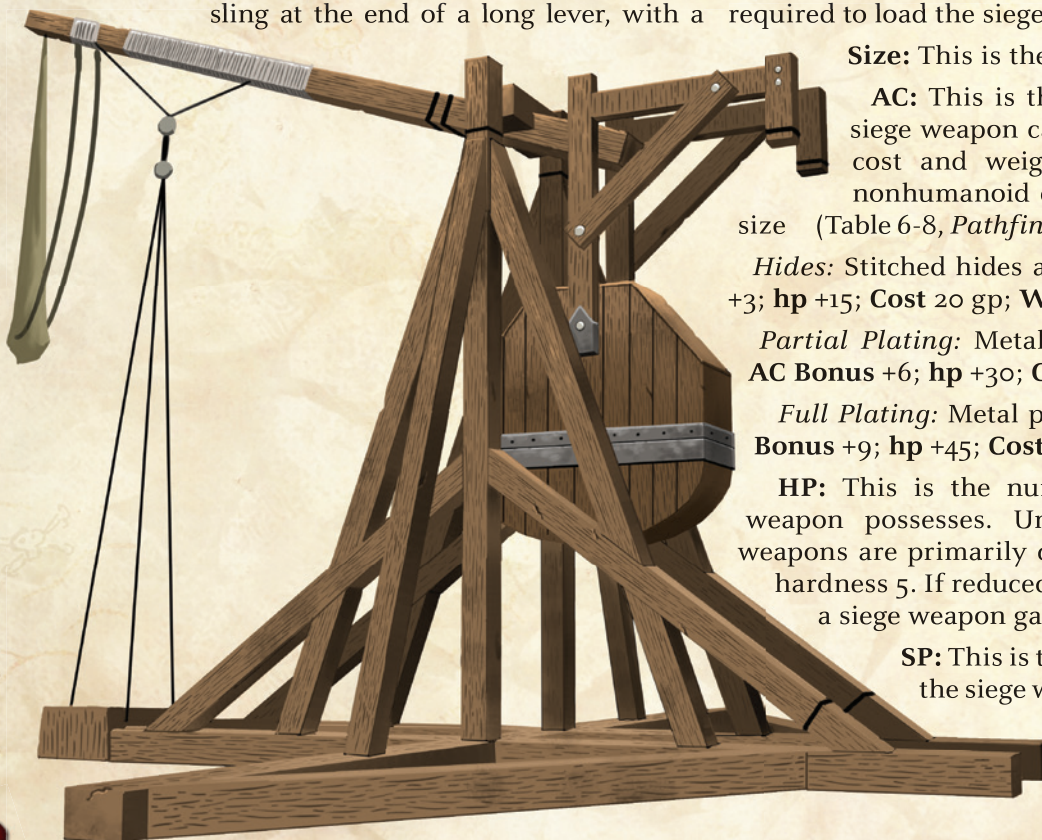 sling at the end of a long lever, with a
required to load the siege
Size: This is the
AC: This is th
siege weapon ca
cost and weig
nonhumanoid
size (Table 6-8, Pathfin
Hides: Stitched hides a
+3; hp +15; Cost 20 gp; W
Partial Plating: Metal
AC Bonus +6; hp +30; C
Full Plating: Metal p
Bonus +9; hp +45; Cost
HP: This is the nu
weapon possesses. Un
weapons are primarily
hardness 5. If reduced
a siege weapon ga
SP: This is t
the siege w